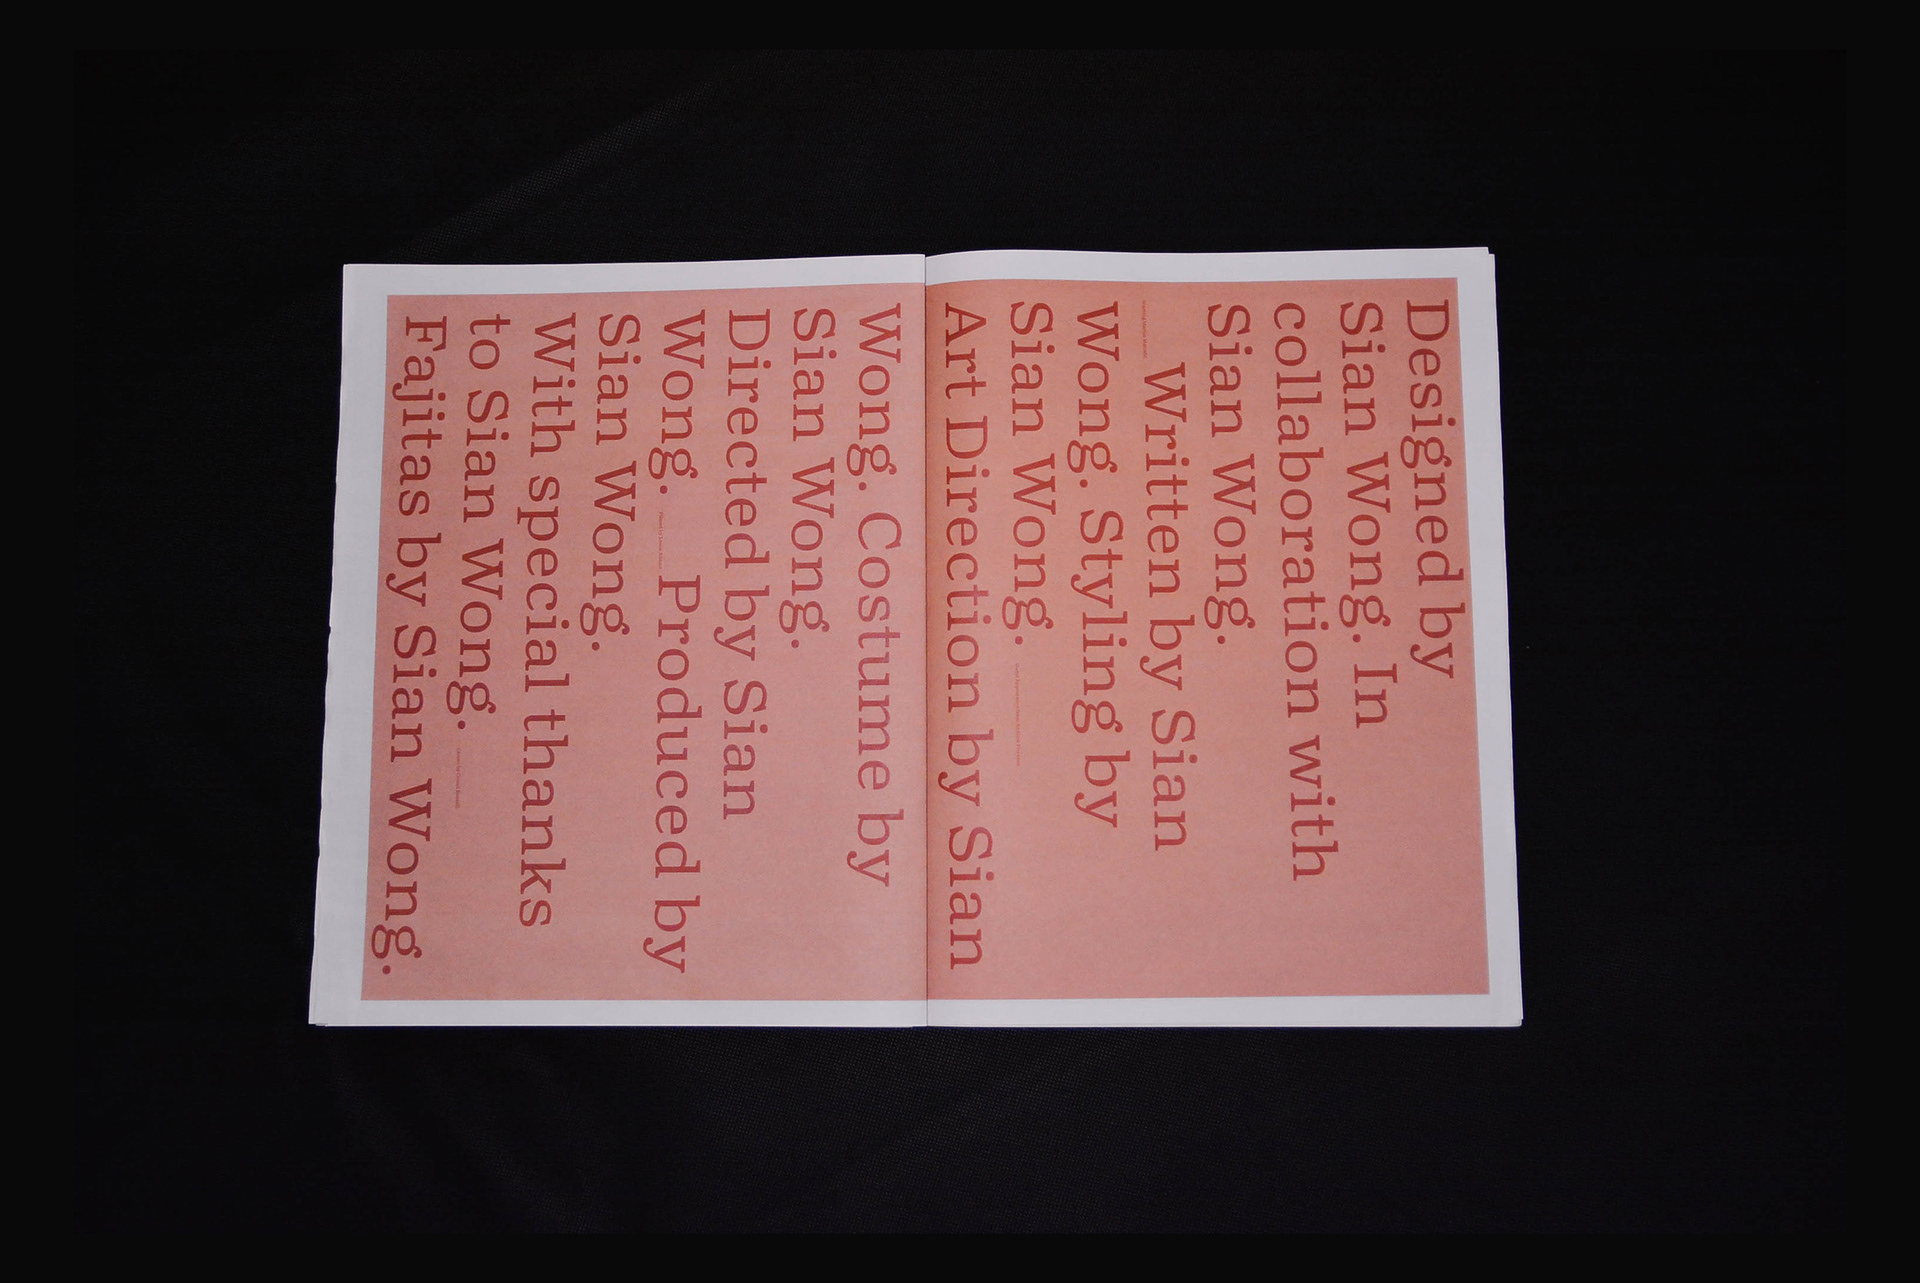 Designed by
Sian Wong. In
collaboration with
Sian Wong.
Written by Sian
Wong. Styling by
Sian Wong.
Art Direction by Sian
Wong. Costume by
Sian Wong.
Directed by Sian
Wong. Produced by
Sian Wong.
With special thanks
to Sian Wong.
Fajitas by Sian Wong.